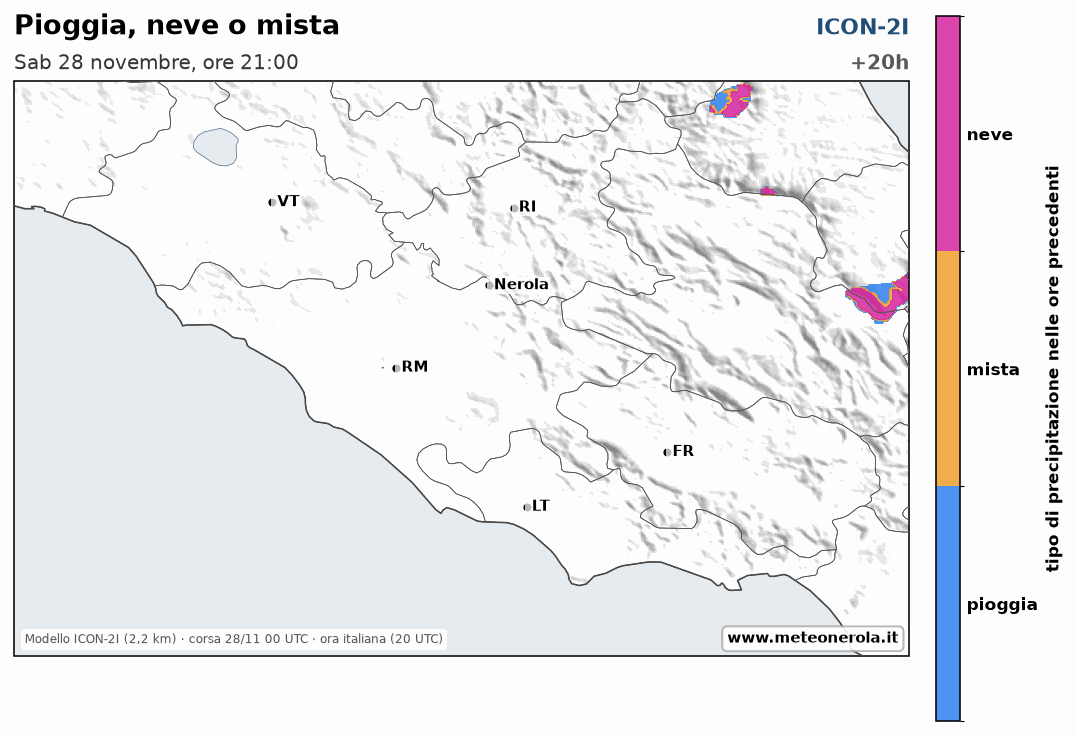 Pioggia, neve o mista
ICON-2I
Sab 28 novembre, ore 21:00
+20h
neve
VT
RI
Nerola
RM
mista
FR
LT
pioggia
tipo di precipitazione nelle ore precedenti
Modello ICON-2I (2,2 km) · corsa 28/11 00 UTC · ora italiana (20 UTC)
www.meteonerola.it